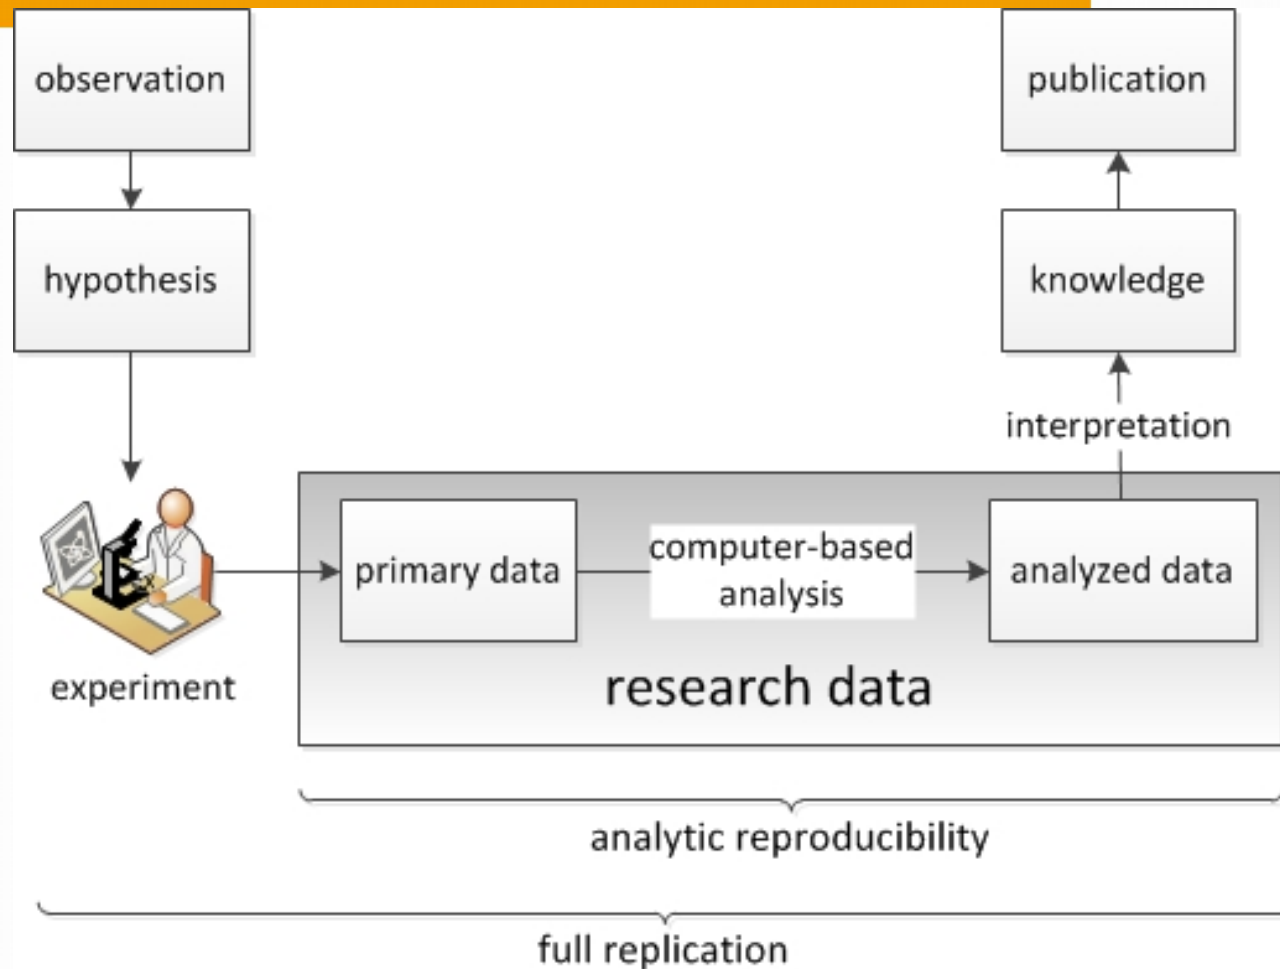 observation
publication
hypothesis
knowledge
interpretation
primary data
computer-based
analysis
analyzed data
experiment
research data
analytic reproducibility
full replication